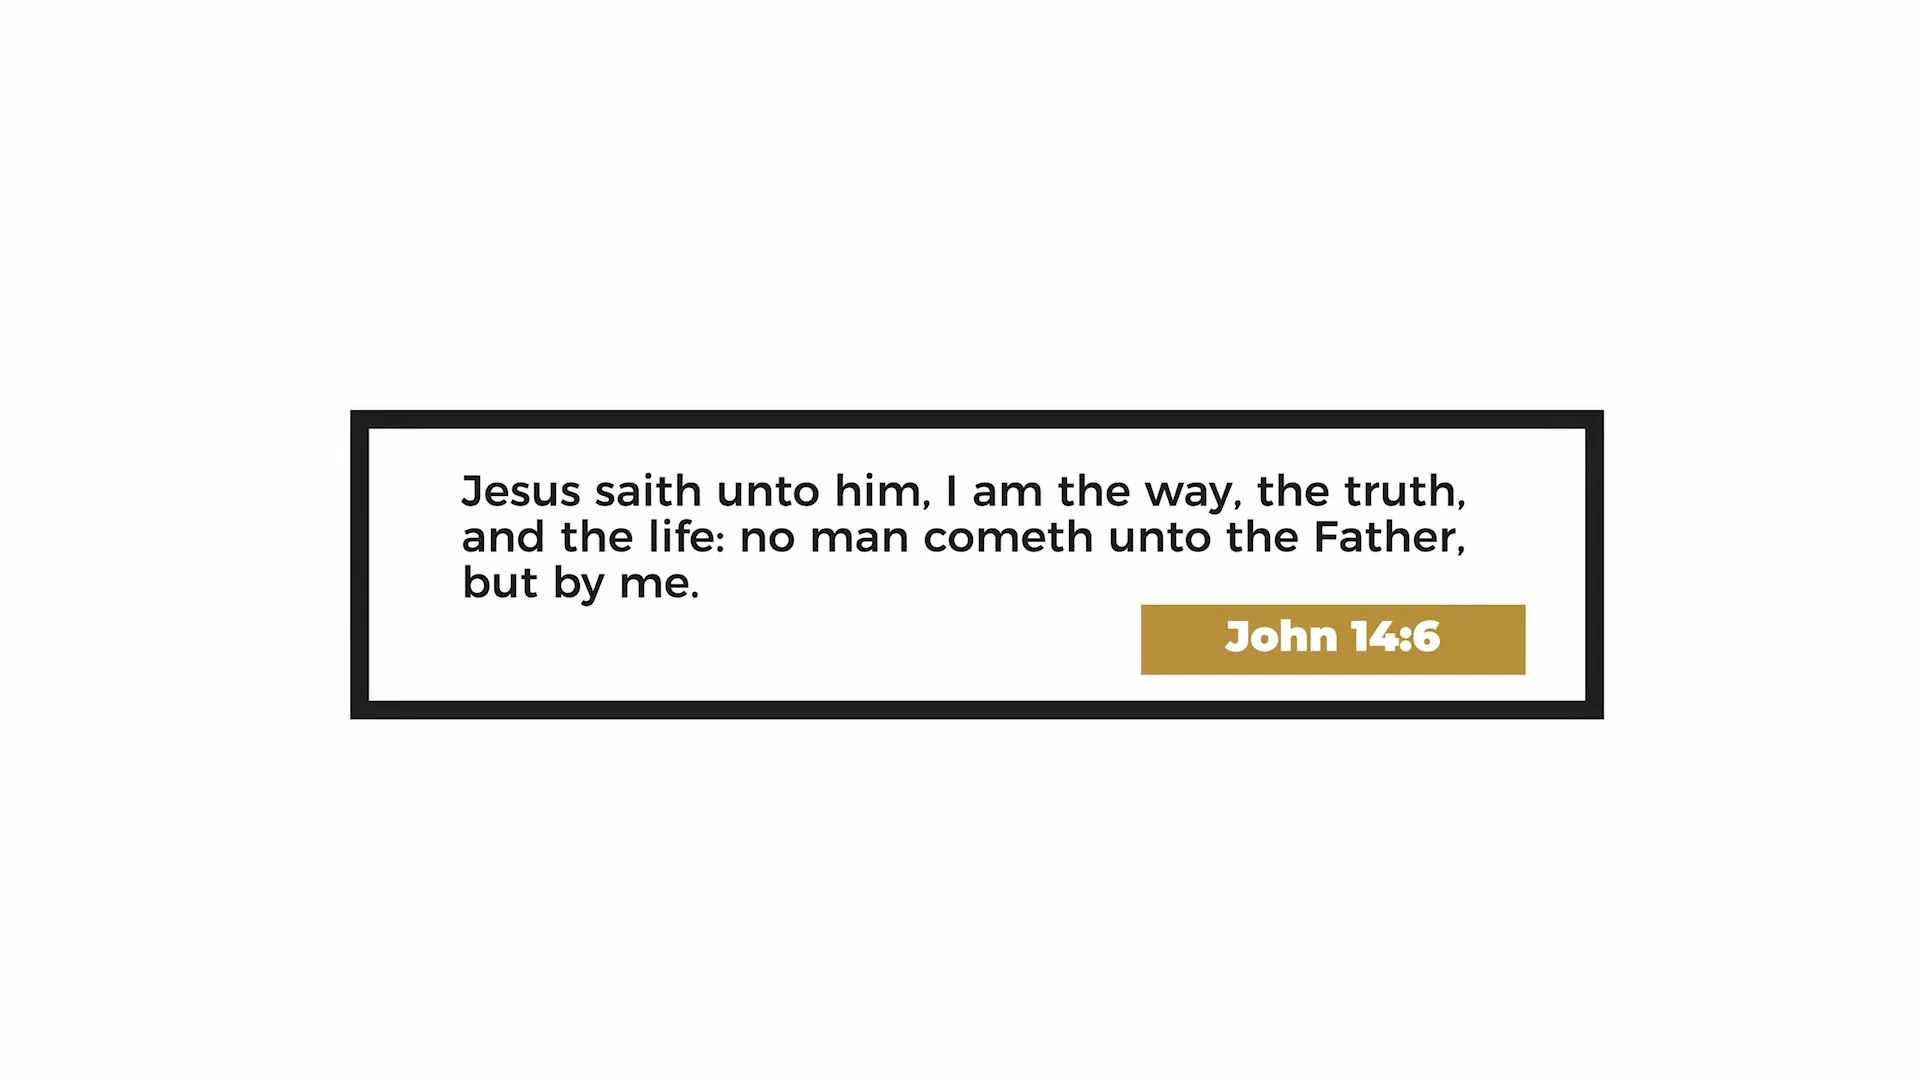 Jesus saith unto him, I am the way, the truth,
and the life: no man cometh unto the Father,
but by me.
John 14:6